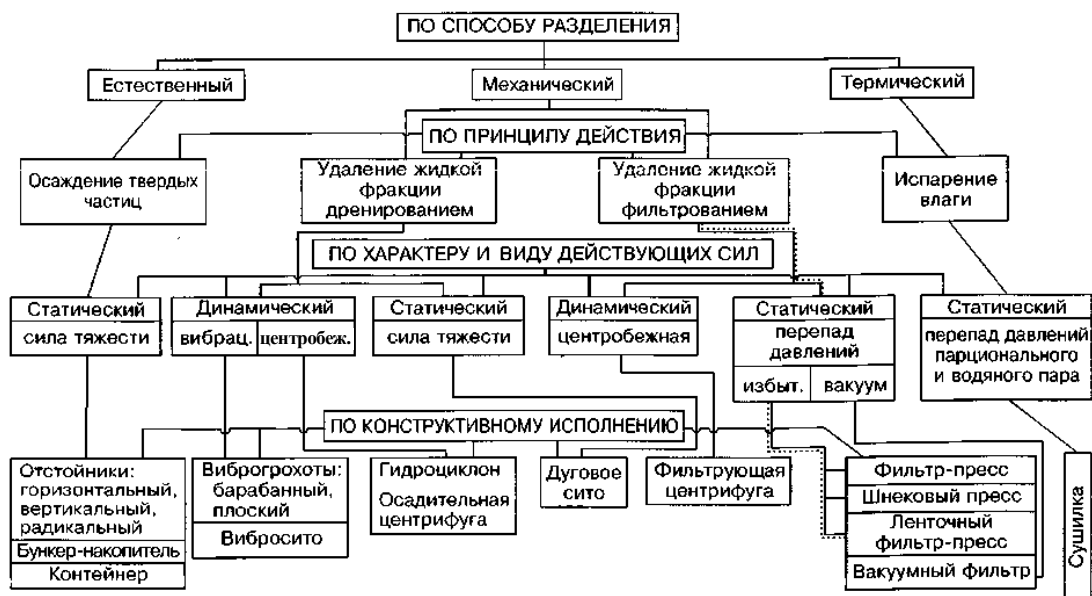 ПО СПОСОБУ РАЗДЕЛЕНИЯ
Естественный
Механический
Термический
ПО ПРИНЦИЛУ ДЕЙСТВИЯ
Осаждение твердых
частиц
Удаление жидкой
фракции
дренированием
Удаление жидкой
фракции
фильтрованием
Испарение
влаги
ПО ХАРАКТЕРУ И ВИДУ ДЕЙСТВУЮЩИХ СИЛ
Статический
сила тяжести
Динамический
вибрац.
центробеж.
Статический
сила тяжести
Динамический
центробежная
Статический
перепад
давлений
избыт.
вакуум
Статический
перепад давлений
парционального
и водяного пара
ПО КОНСТРУКТИВНОМУ ИСПОЛНЕНИЮ
Отстойники:
горизонтальный,
вертикальный,
радикальный
Бункер-накопитель
Контейнер
Виброгрохоты:
барабанный,
плоский
Вибросито
Гидроциклон
Осадительная
центрифуга
Дуговое
сито
Фильтрующая
центрифуга
Фильтр-пресс
Шнековый пресс
Ленточный
фильтр-пресс
Вакуумный фильтр
Сушилка